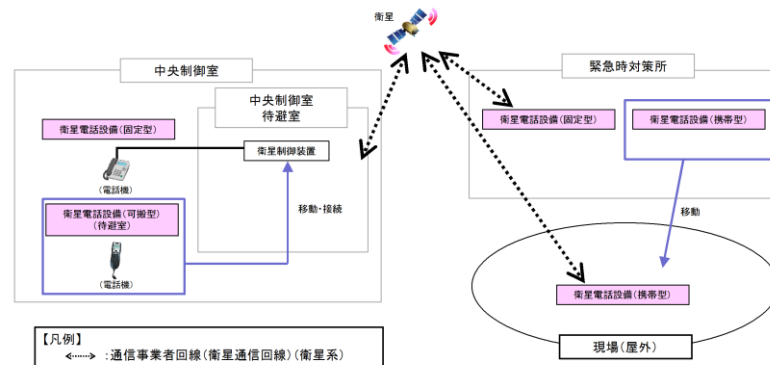 衛星
中央制御室
緊急時対策所
中央制御室
待避室
衛星電話設備(固定型)
衛星電話設備(固定型)
衛星電話設備(携帯型)
衛星制御装置
(電話機)
移動・接続
衛星電話設備(可搬型)
(待避室)
移動
(電話機)
衛星電話設備(携帯型)
【凡例】
:通信事業者回線(衛星通信回線)(衛星系)
現場(屋外)